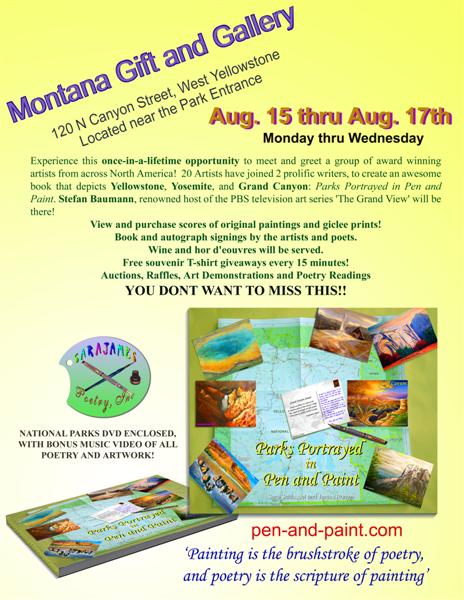 Montana Gift and Gallery
120 N Canyon Street, West Yellowstone
Located near the Park Entrance
Aug. 15 thru Aug. 17th
Monday thru Wednesday
Experience this once-in-a-lifetime opportunity to meet and greet a group of award winning
artists from across North America! 20 Artists have joined 2 prolific writers, to create an awesome
book that depicts Yellowstone, Yosemite, and Grand Canyon: Parks Portrayed in Pen and
Paint. Stefan Baumann, renowned host of the PBS television art series 'The Grand View' will be
there!
View and purchase scores of original paintings and giclee prints!
Book and autograph signings by the artists and poets.
Wine and hor d'ouevres will be served.
Free souvenir T-shirt giveaways every 15 minutes!
Auctions, Raffles, Art Demonstrations and Poetry Readings
YOU DONT WANT TO MISS THIS!!
SARAJAMES
Poetry, Inc
NATIONAL PARKS DVD ENCLOSED,
WITH BONUS MUSIC VIDEO OF ALL
POETRY AND ARTWORK!
Parks Portrayed
in
Pen and Paint
Parks Portrayed
in
Pen and Paint
pen-and-paint.com
‘Painting is the brushstroke of poetry,
and poetry is the scripture of painting’